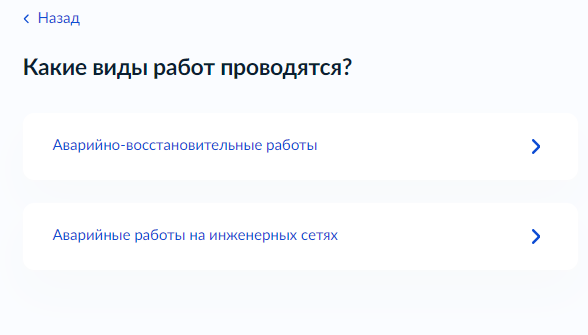 Назад
Какие виды работ проводятся?
Аварийно-восстановительные работы
Аварийные работы на инженерных сетях